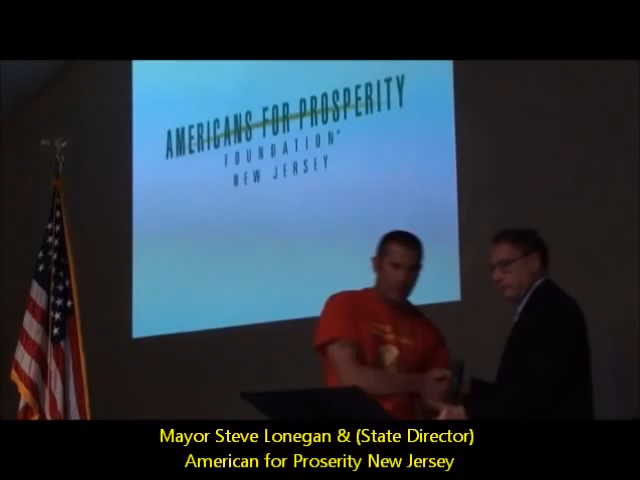 AMERICANS FOR PROSPERITY
FOUNDATION®
NEW JERSEY
Mayor Steve Lonegan & (State Director)
American for Proserity New Jersey